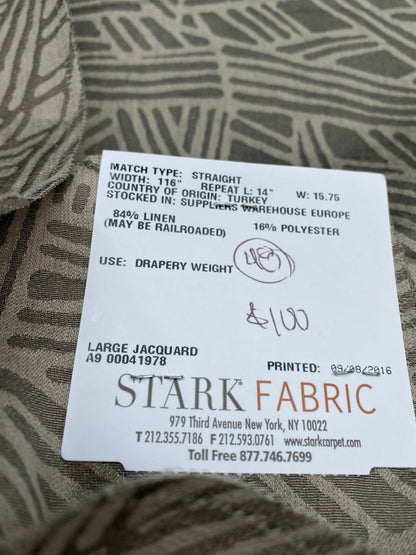 MATCH TYPE: STRAIGHT
WIDTH: 116" REPEAT L: 14" W: 15.75
COUNTRY OF ORIGIN: TURKEY
STOCKED IN: SUPPLIERS WAREHOUSE EUROPE
84% LINEN 16% POLYESTER
(MAY BE RAILROADED)
USE: DRAPERY WEIGHT
$100
LARGE JACQUARD
A9 00041978 PRINTED: 09/08/2016
STARK FABRIC
979 Third Avenue New York, NY 10022
T 212.355.7186 F 212.593.0761 www.starkcarpet.com
Toll Free 877.746.7699